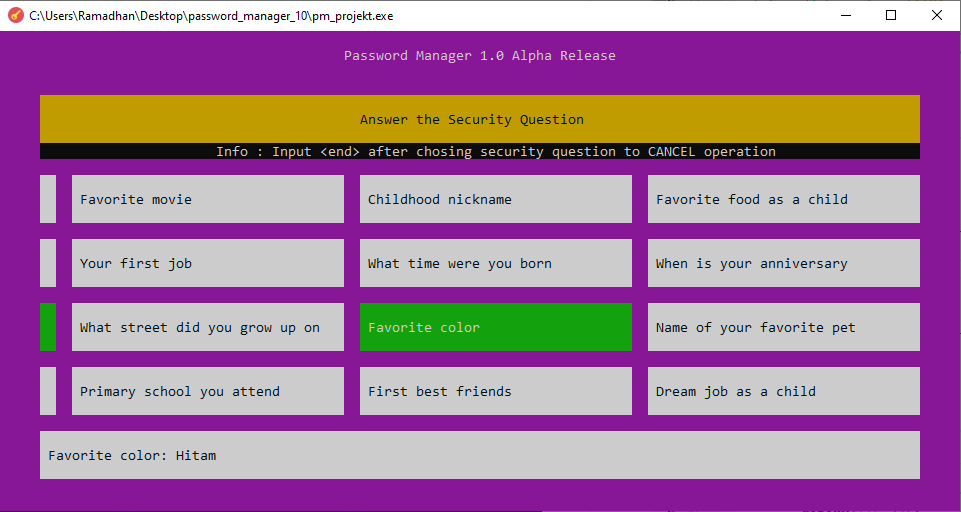 C:\Users\Ramadhan\Desktop\password_manager_10\pm_projekt.exe
Password Manager 1.0 Alpha Release
Answer the Security Question
Info : Input <end> after chosing security question to CANCEL operation
Favorite movie
Childhood nickname
Favorite food as a child
Your first job
What time were you born
When is your anniversary
What street did you grow up on
Favorite color
Name of your favorite pet
Primary school you attend
First best friends
Dream job as a child
Favorite color: Hitam